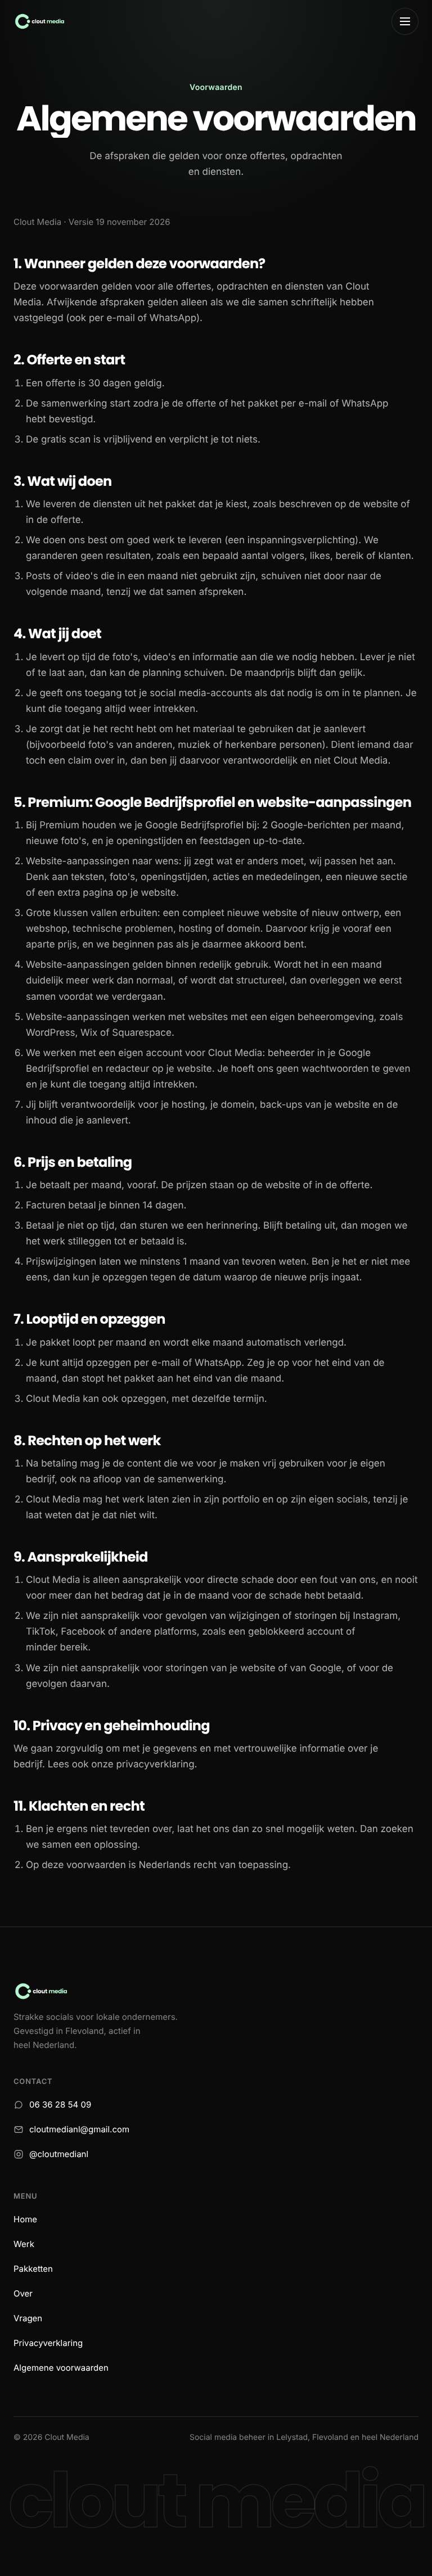 clout media
Voorwaarden
Algemene voorwaarden
De afspraken die gelden voor onze offertes, opdrachten
en diensten.
Clout Media · Versie 19 november 2026
1. Wanneer gelden deze voorwaarden?
Deze voorwaarden gelden voor alle offertes, opdrachten en diensten van Clout
Media. Afwijkende afspraken gelden alleen als we die samen schriftelijk hebben
vastgelegd (ook per e-mail of WhatsApp).
2. Offerte en start
1. Een offerte is 30 dagen geldig.
2. De samenwerking start zodra je de offerte of het pakket per e-mail of WhatsApp
hebt bevestigd.
3. De gratis scan is vrijblijvend en verplicht je tot niets.
3. Wat wij doen
1. We leveren de diensten uit het pakket dat je kiest, zoals beschreven op de website of
in de offerte.
2. We doen ons best om goed werk te leveren (een inspanningsverplichting). We
garanderen geen resultaten, zoals een bepaald aantal volgers, likes, bereik of klanten.
3. Posts of video's die in een maand niet gebruikt zijn, schuiven niet door naar de
volgende maand, tenzij we dat samen afspreken.
4. Wat jij doet
1. Je levert op tijd de foto's, video's en informatie aan die we nodig hebben. Lever je niet
of te laat aan, dan kan de planning schuiven. De maandprijs blijft dan gelijk.
2. Je geeft ons toegang tot je social media-accounts als dat nodig is om in te plannen. Je
kunt die toegang altijd weer intrekken.
3. Je zorgt dat je het recht hebt om het materiaal te gebruiken dat je aanlevert
(bijvoorbeeld foto's van anderen, muziek of herkenbare personen). Dient iemand daar
toch een claim over in, dan ben jij daarvoor verantwoordelijk en niet Clout Media.
5. Premium: Google Bedrijfsprofiel en website-aanpassingen
1. Bij Premium houden we je Google Bedrijfsprofiel bij: 2 Google-berichten per maand,
nieuwe foto's, en je openingstijden en feestdagen up-to-date.
2. Website-aanpassingen naar wens: jij zegt wat er anders moet, wij passen het aan.
Denk aan teksten, foto's, openingstijden, acties en mededelingen, een nieuwe sectie
of een extra pagina op je website.
3. Grote klussen vallen erbuiten: een compleet nieuwe website of nieuw ontwerp, een
webshop, technische problemen, hosting of domein. Daarvoor krijg je vooraf een
aparte prijs, en we beginnen pas als je daarmee akkoord bent.
4. Website-aanpassingen gelden binnen redelijk gebruik. Wordt het in een maand
duidelijk meer werk dan normaal, of wordt dat structureel, dan overleggen we eerst
samen voordat we verdergaan.
5. Website-aanpassingen werken met websites met een eigen beheeromgeving, zoals
WordPress, Wix of Squarespace.
6. We werken met een eigen account voor Clout Media: beheerder in je Google
Bedrijfsprofiel en redacteur op je website. Je hoeft ons geen wachtwoorden te geven
en je kunt die toegang altijd intrekken.
7. Jij blijft verantwoordelijk voor je hosting, je domein, back-ups van je website en de
inhoud die je aanlevert.
6. Prijs en betaling
1. Je betaalt per maand, vooraf. De prijzen staan op de website of in de offerte.
2. Facturen betaal je binnen 14 dagen.
3. Betaal je niet op tijd, dan sturen we een herinnering. Blijft betaling uit, dan mogen we
het werk stilleggen tot er betaald is.
4. Prijswijzigingen laten we minstens 1 maand van tevoren weten. Ben je het er niet mee
eens, dan kun je opzeggen tegen de datum waarop de nieuwe prijs ingaat.
7. Looptijd en opzeggen
1. Je pakket loopt per maand en wordt elke maand automatisch verlengd.
2. Je kunt altijd opzeggen per e-mail of WhatsApp. Zeg je op voor het eind van de
maand, dan stopt het pakket aan het eind van die maand.
3. Clout Media kan ook opzeggen, met dezelfde termijn.
8. Rechten op het werk
1. Na betaling mag je de content die we voor je maken vrij gebruiken voor je eigen
bedrijf, ook na afloop van de samenwerking.
2. Clout Media mag het werk laten zien in zijn portfolio en op zijn eigen socials, tenzij je
laat weten dat je dat niet wilt.
9. Aansprakelijkheid
1. Clout Media is alleen aansprakelijk voor directe schade door een fout van ons, en nooit
voor meer dan het bedrag dat je in de maand voor de schade hebt betaald.
2. We zijn niet aansprakelijk voor gevolgen van wijzigingen of storingen bij Instagram,
TikTok, Facebook of andere platforms, zoals een geblokkeerd account of
minder bereik.
3. We zijn niet aansprakelijk voor storingen van je website of van Google, of voor de
gevolgen daarvan.
10. Privacy en geheimhouding
We gaan zorgvuldig om met je gegevens en met vertrouwelijke informatie over je
bedrijf. Lees ook onze privacyverklaring.
11. Klachten en recht
1. Ben je ergens niet tevreden over, laat het ons dan zo snel mogelijk weten. Dan zoeken
we samen een oplossing.
2. Op deze voorwaarden is Nederlands recht van toepassing.
clout media
Strakke socials voor lokale ondernemers.
Gevestigd in Flevoland, actief in
heel Nederland.
CONTACT
06 36 28 54 09
cloutmedianl@gmail.com
@cloutmedianl
MENU
Home
Werk
Pakketten
Over
Vragen
Privacyverklaring
Algemene voorwaarden
© 2026 Clout Media
Social media beheer in Lelystad, Flevoland en heel Nederland
clout media